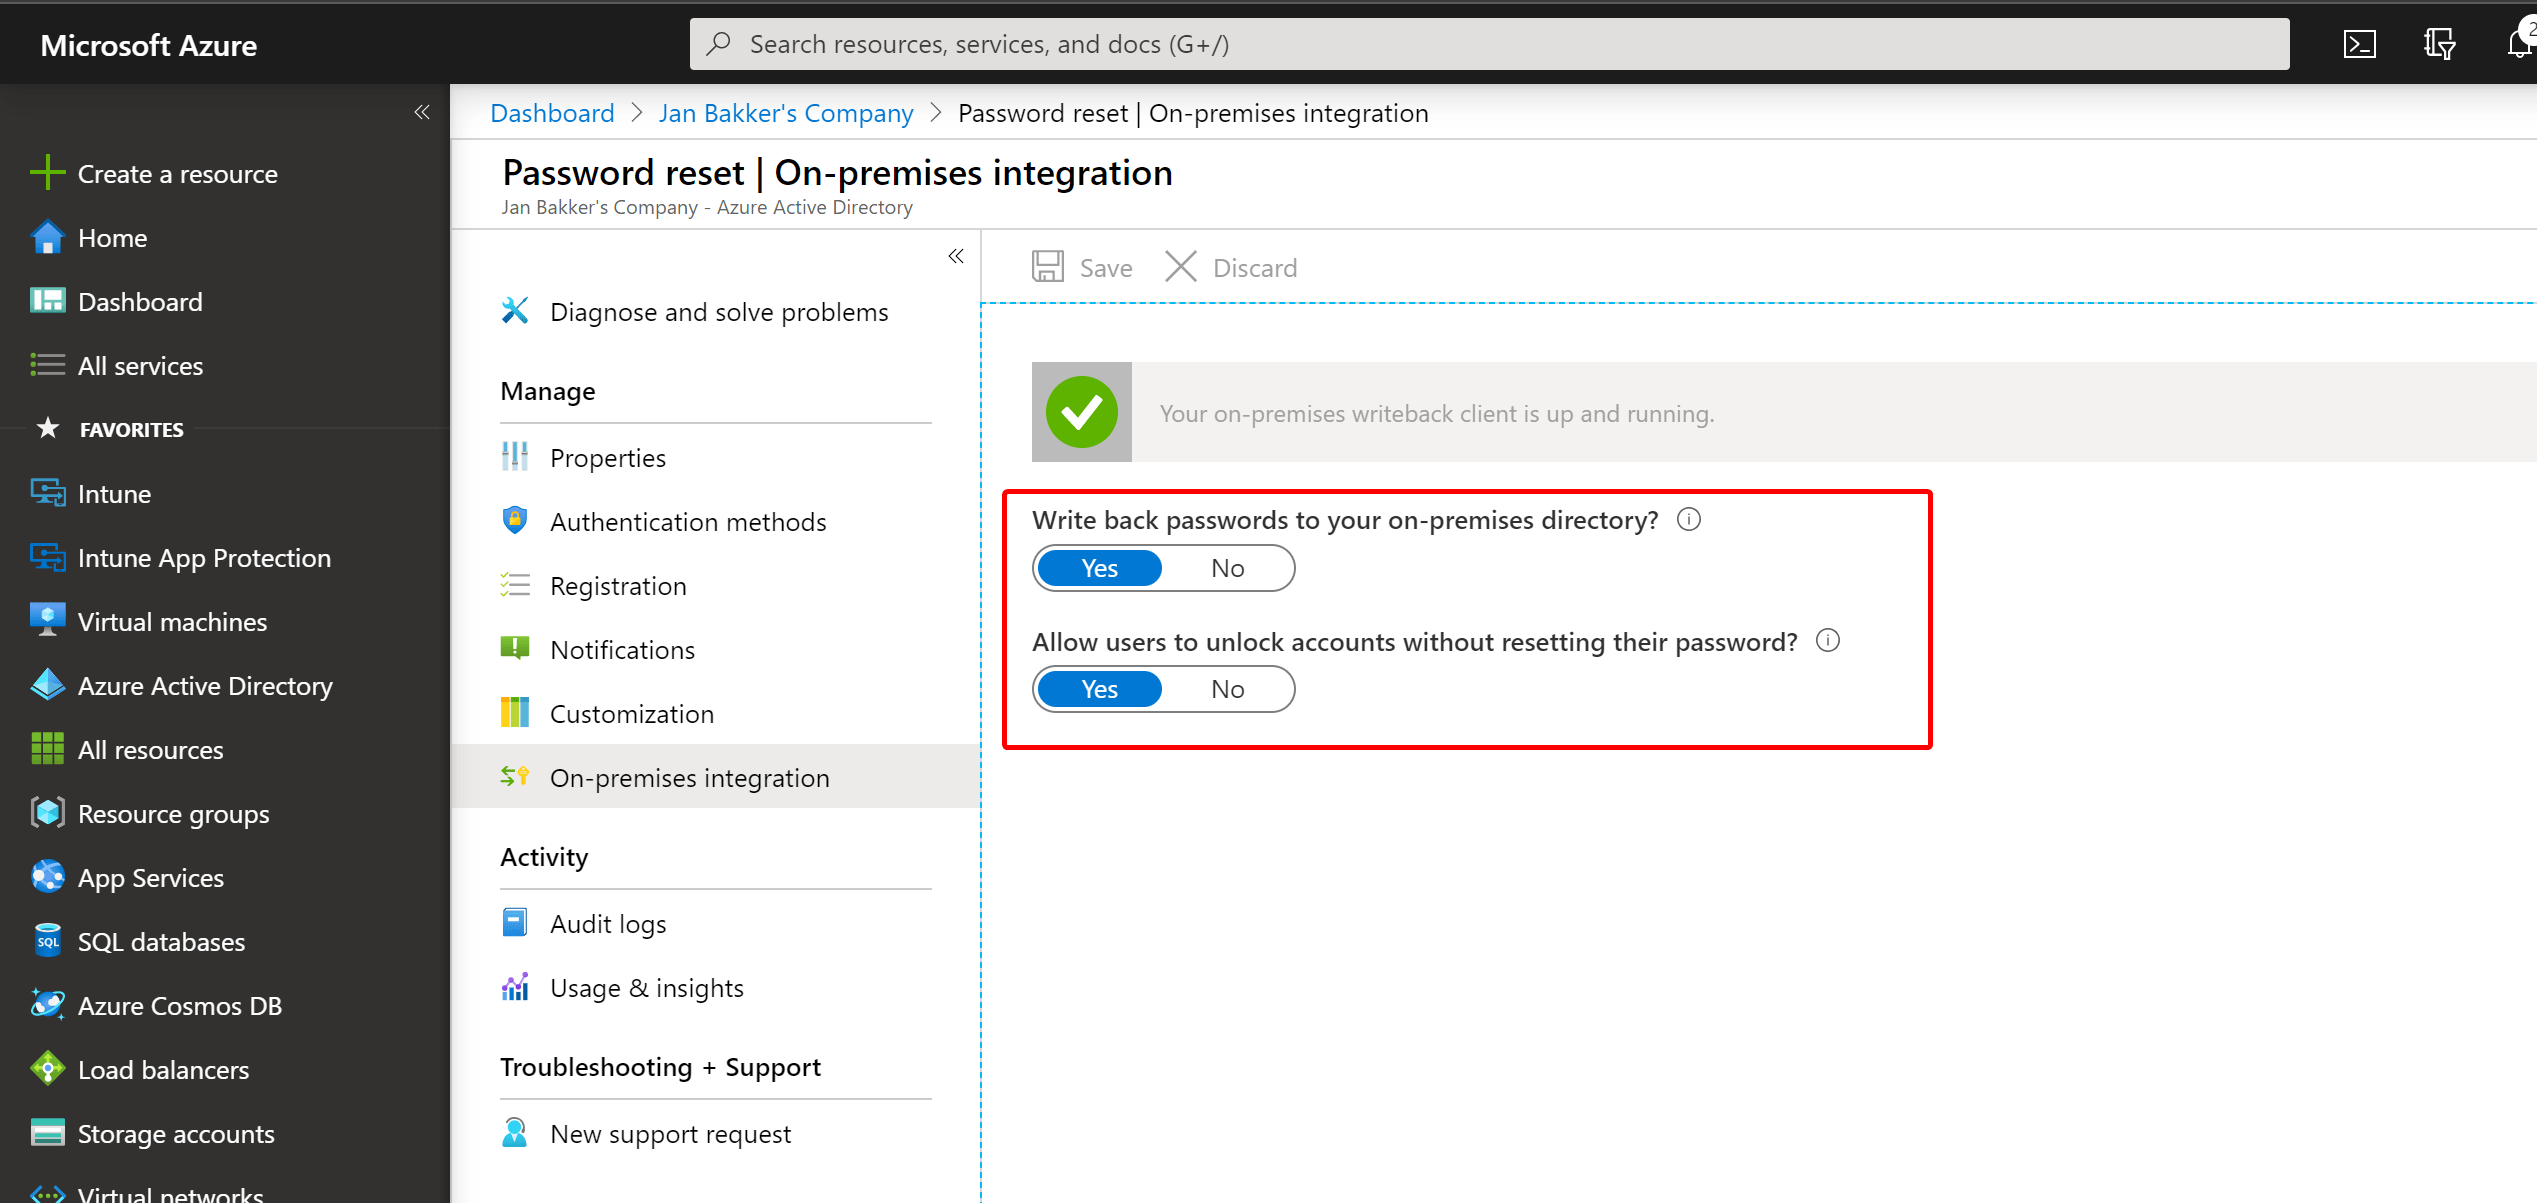 Microsoft Azure
Search resources, services, and docs (G+/)
2
Dashboard > Jan Bakker's Company > Password reset | On-premises integration
Password reset | On-premises integration
Jan Bakker's Company - Azure Active Directory
Create a resource
Home
Dashboard
All services
FAVORITES
Intune
Intune App Protection
Virtual machines
Azure Active Directory
All resources
Resource groups
App Services
SQL
SQL databases
Azure Cosmos DB
Load balancers
Storage accounts
Virtual networks
Diagnose and solve problems
Manage
Properties
Authentication methods
Registration
Notifications
Customization
On-premises integration
Activity
Audit logs
Usage & insights
Troubleshooting + Support
New support request
Save Discard
Your on-premises writeback client is up and running.
Write back passwords to your on-premises directory?
Yes No
Allow users to unlock accounts without resetting their password?
Yes No